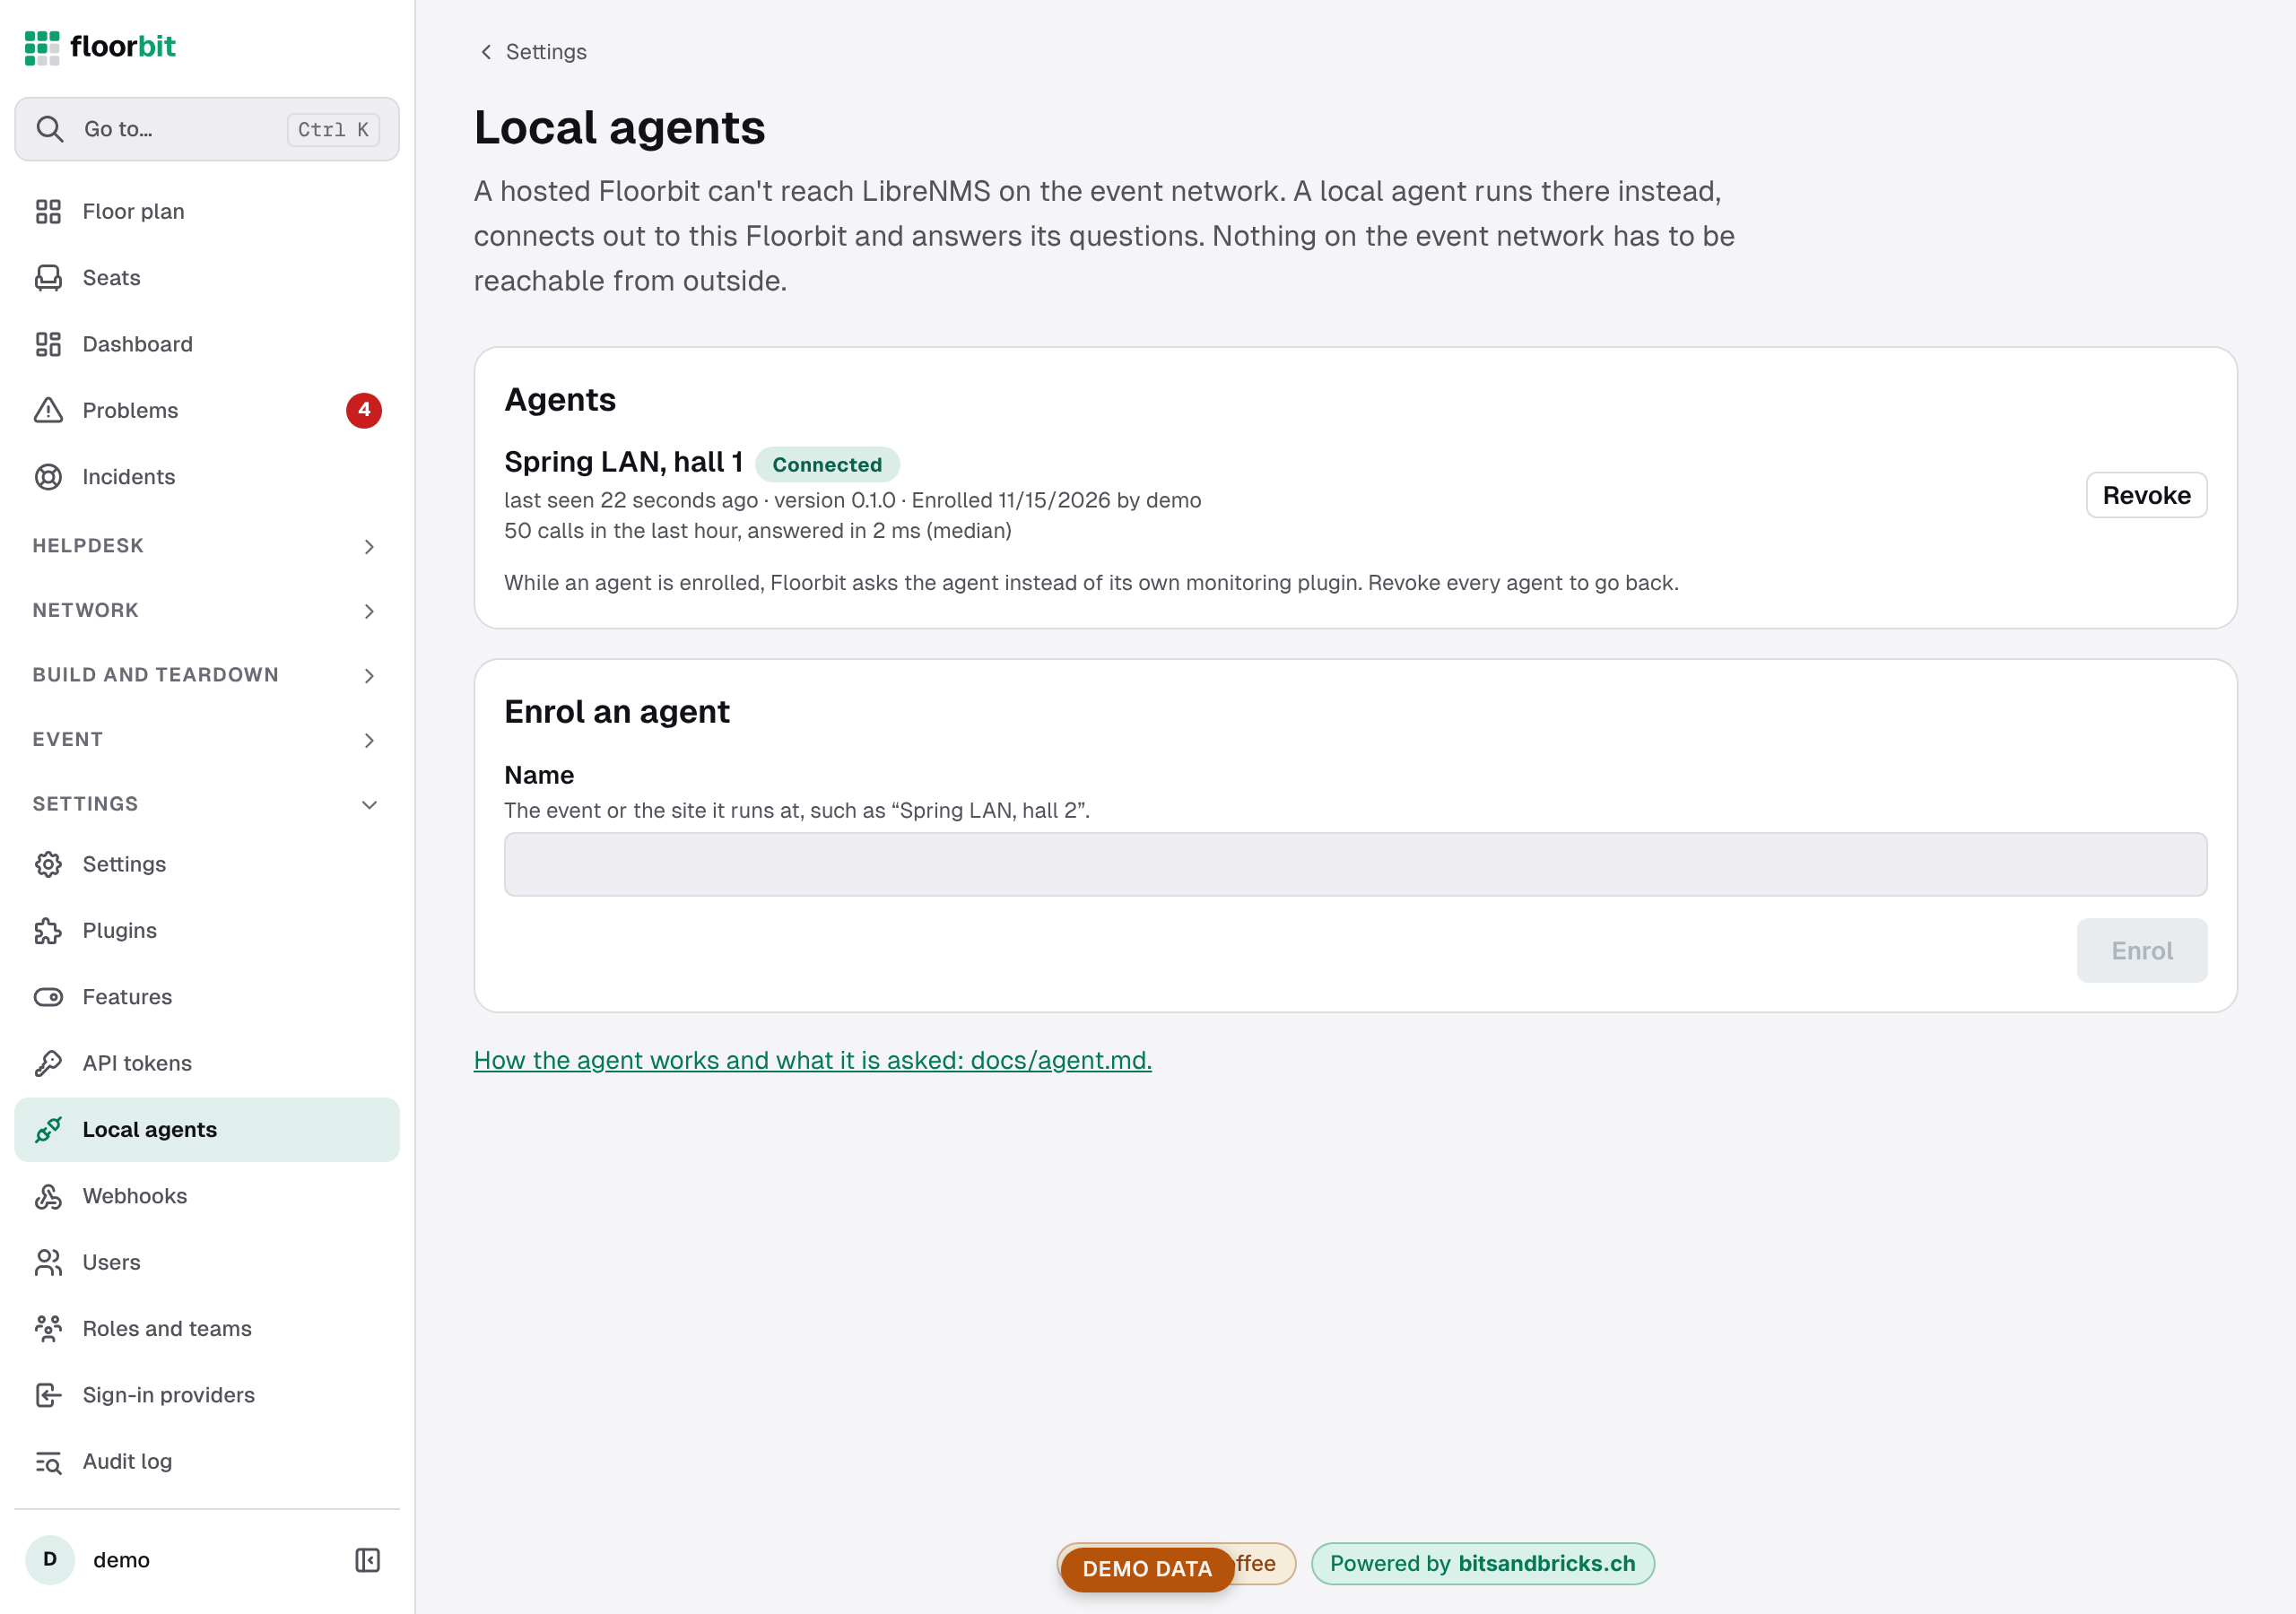 floorbit
Go to...
Ctrl K
Floor plan
Seats
Dashboard
Problems
4
Incidents
HELPDESK
NETWORK
BUILD AND TEARDOWN
EVENT
SETTINGS
Settings
Plugins
Features
API tokens
Local agents
Webhooks
Users
Roles and teams
Sign-in providers
Audit log
D
demo
Settings
Local agents
A hosted Floorbit can't reach LibreNMS on the event network. A local agent runs there instead,
connects out to this Floorbit and answers its questions. Nothing on the event network has to be
reachable from outside.
Agents
Spring LAN, hall 1
Connected
last seen 22 seconds ago · version 0.1.0 · Enrolled 11/15/2026 by demo
50 calls in the last hour, answered in 2 ms (median)
Revoke
While an agent is enrolled, Floorbit asks the agent instead of its own monitoring plugin. Revoke every agent to go back.
Enrol an agent
Name
The event or the site it runs at, such as “Spring LAN, hall 2”.
Enrol
How the agent works and what it is asked: docs/agent.md.
DEMO DATA
Powered by bitsandbricks.ch